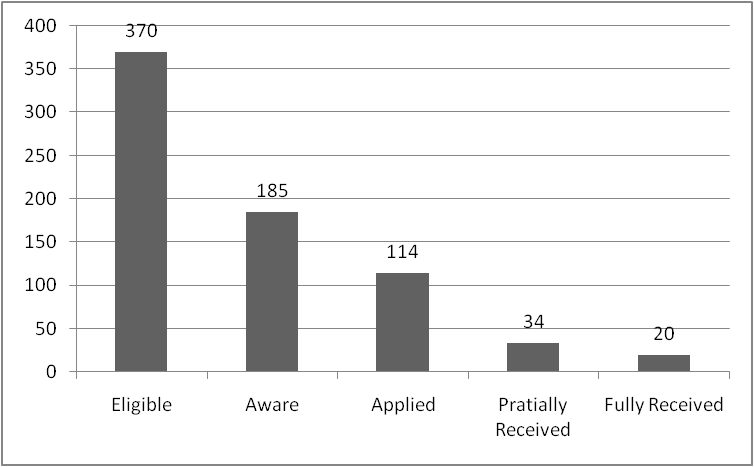 400
350
300
250
200
150
100
50
0
370
185
114
34
20
Eligible
Aware
Applied
Pratially
Received
Fully Received